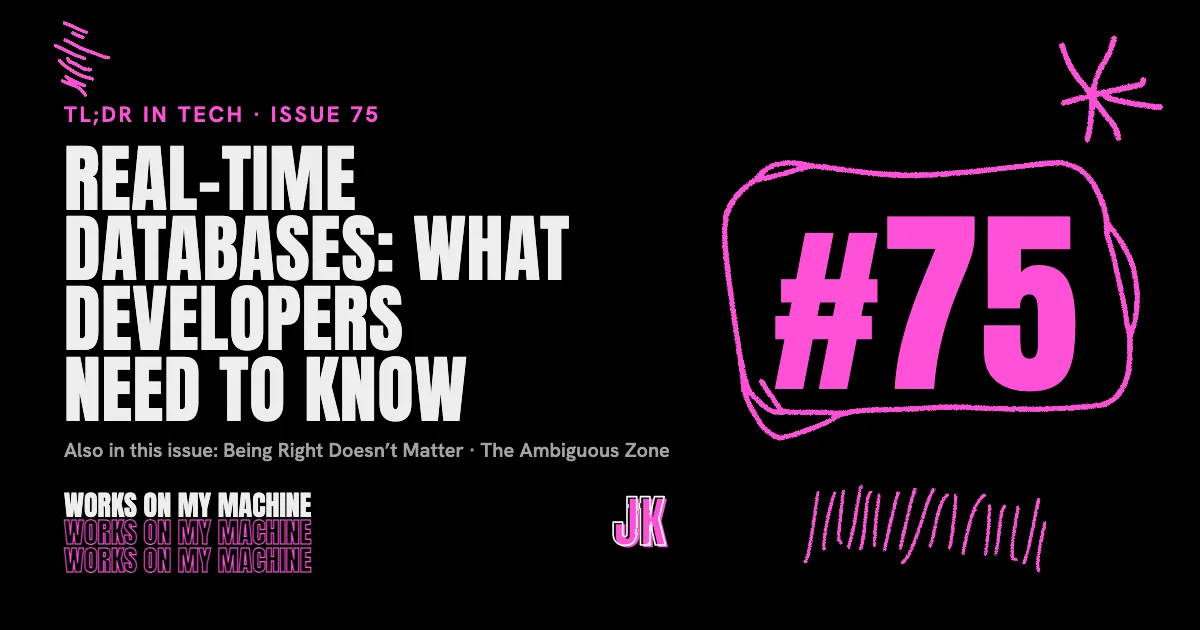 TL;DR IN TECH · ISSUE 75
REAL-TIME
DATABASES: WHAT
DEVELOPERS
NEED TO KNOW
Also in this issue: Being Right Doesn’t Matter · The Ambiguous Zone
#75
WORKS ON MY MACHINE
WORKS ON MY MACHINE
WORKS ON MY MACHINE
JK